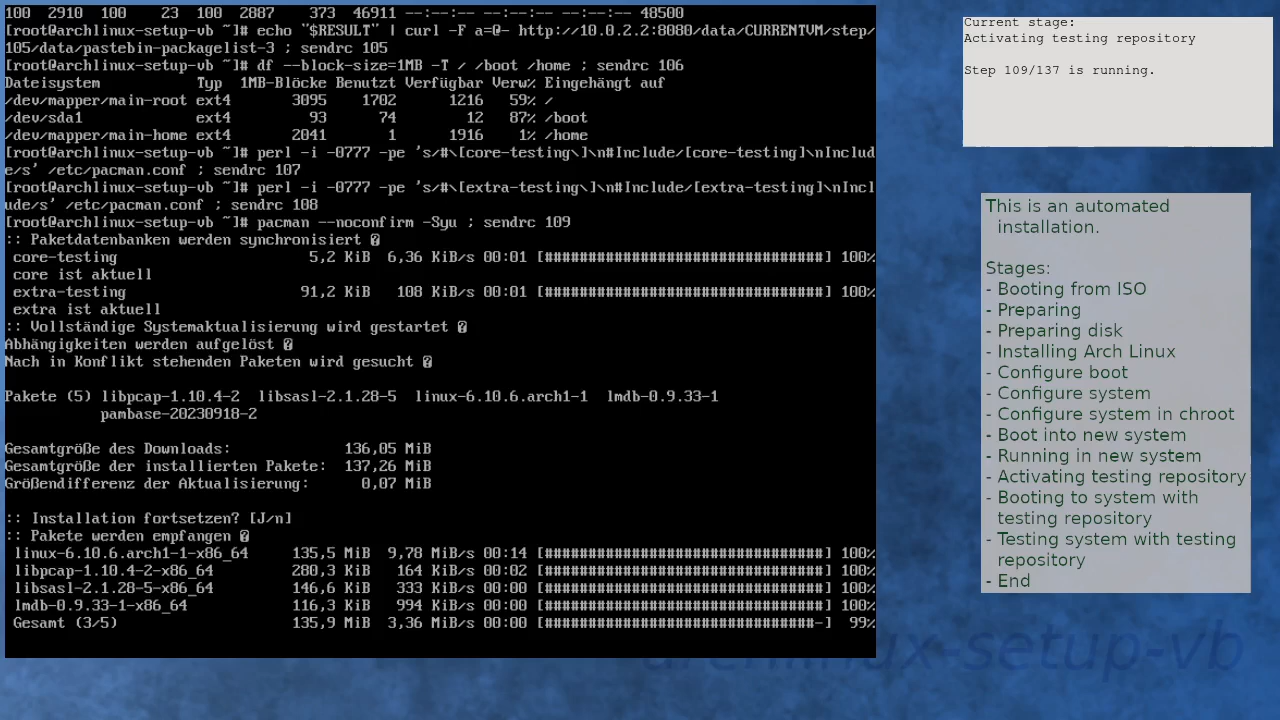 100  2910  100    23  100  2887    373  46911 --:--:-- --:--:-- --:--:-- 48500
[root@archlinux-setup-vb ~]# echo "$RESULT" | curl -F a=@- http://10.0.2.2:8080/data/CURRENTVM/step/
105/data/pastebin-packagelist-3 ; sendrc 105
[root@archlinux-setup-vb ~]# df --block-size=1MB -T / /boot /home ; sendrc 106
Dateisystem           Typ  1MB-Blöcke Benutzt Verfügbar Verw% Eingehängt auf
/dev/mapper/main-root ext4       3095    1702      1216   59% /
/dev/sda1             ext4         93      74        12   87% /boot
/dev/mapper/main-home ext4       2041       1      1916    1% /home
[root@archlinux-setup-vb ~]# perl -i -0777 -pe 's/#\[core-testing\]\n#Include/[core-testing]\nInclud
e/s' /etc/pacman.conf ; sendrc 107
[root@archlinux-setup-vb ~]# perl -i -0777 -pe 's/#\[extra-testing\]\n#Include/[extra-testing]\nIncl
ude/s' /etc/pacman.conf ; sendrc 108
[root@archlinux-setup-vb ~]# pacman --noconfirm -Syu ; sendrc 109
:: Paketdatenbanken werden synchronisiert �
 core-testing                      5,2 KiB  6,36 KiB/s 00:01 [################################] 100%
 core ist aktuell
 extra-testing                    91,2 KiB   108 KiB/s 00:01 [################################] 100%
 extra ist aktuell
:: Vollständige Systemaktualisierung wird gestartet �
Abhängigkeiten werden aufgelöst �
Nach in Konflikt stehenden Paketen wird gesucht �
Pakete (5) libpcap-1.10.4-2  libsasl-2.1.28-5  linux-6.10.6.arch1-1  lmdb-0.9.33-1
           pambase-20230918-2
Gesamtgröße des Downloads:             136,05 MiB
Gesamtgröße der installierten Pakete:  137,26 MiB
Größendifferenz der Aktualisierung:      0,07 MiB
:: Installation fortsetzen? [J/n]
:: Pakete werden empfangen �
 linux-6.10.6.arch1-1-x86_64     135,5 MiB  9,78 MiB/s 00:14 [################################] 100%
 libpcap-1.10.4-2-x86_64         280,3 KiB   164 KiB/s 00:02 [################################] 100%
 libsasl-2.1.28-5-x86_64         146,6 KiB   333 KiB/s 00:00 [################################] 100%
 lmdb-0.9.33-1-x86_64            116,3 KiB   994 KiB/s 00:00 [################################] 100%
 Gesamt (3/5)                    135,9 MiB  3,36 MiB/s 00:00 [###############################-]  99%
Current stage:
Activating testing repository
Step 109/137 is running.
This is an automated
installation.
Stages:
- Booting from ISO
- Preparing
- Preparing disk
- Installing Arch Linux
- Configure boot
- Configure system
- Configure system in chroot
- Boot into new system
- Running in new system
- Activating testing repository
- Booting to system with
testing repository
- Testing system with testing
repository
- End
archlinux-setup-vb